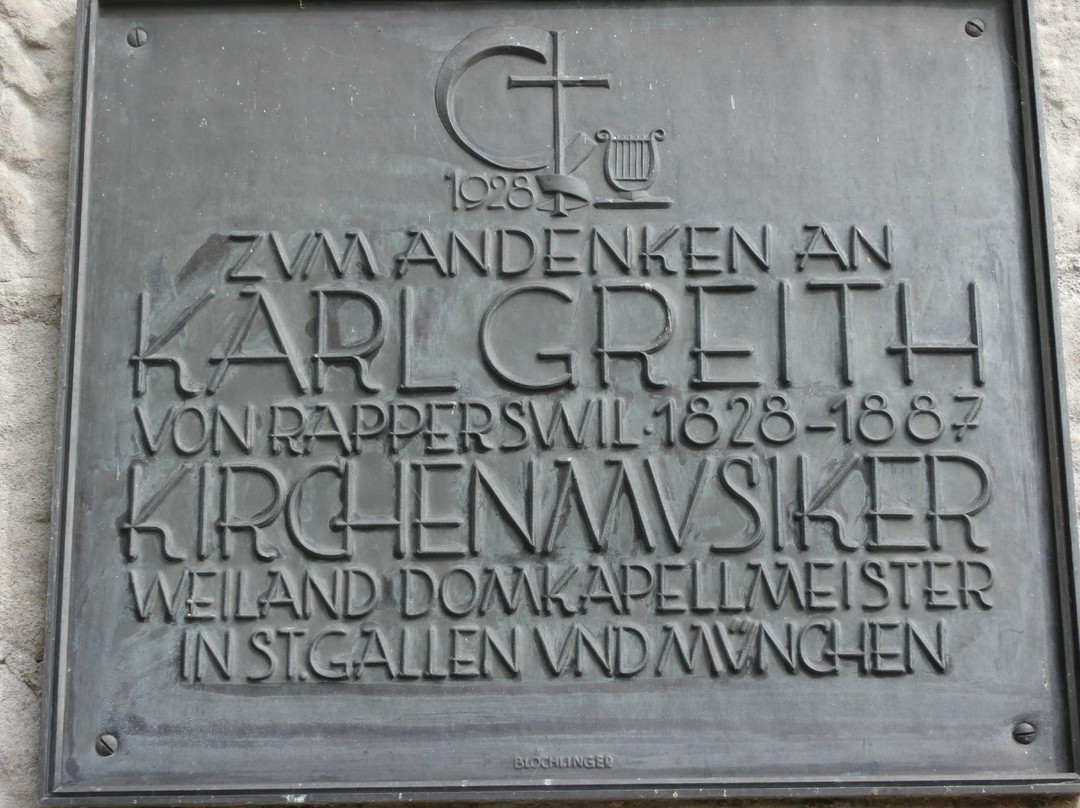 1928
ZVM ANDENKEN AN
KARL GREITH
VON RAPPERSWIL · 1828-1887
KIRCHENMVSIKER
WEILAND DOMKAPELLMEISTER
IN ST. GALLEN VND MVNCHEN
BLÖCHLINGER